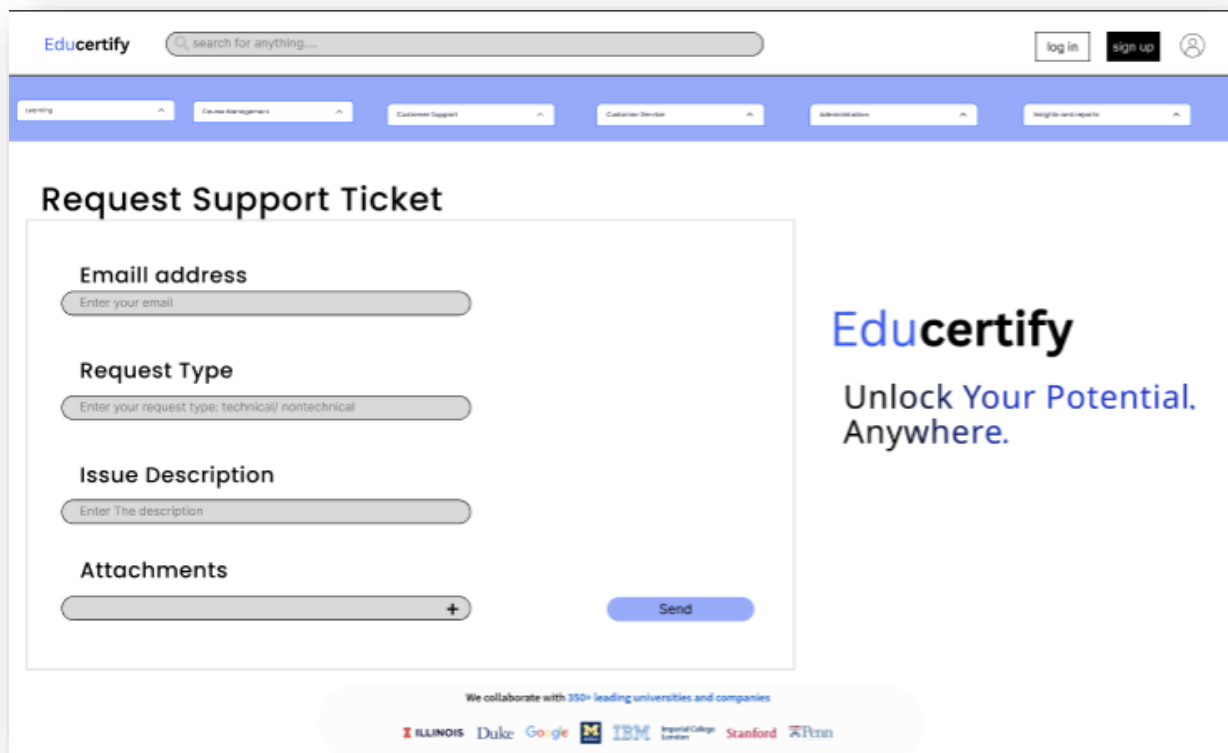 Educertify
search for anything....
log in
sign up
Learning
Course Management
Customer Support
Customer Service
Administration
Insights and reports
Request Support Ticket
Emaill address
Enter your email
Request Type
Enter your request type: technical/ nontechnical
Issue Description
Enter The description
Attachments
+
Send
Educertify
Unlock Your Potential.
Anywhere.
We collaborate with 350+ leading universities and companies
I ILLINOIS Duke Google M IBM Imperial College London Stanford Penn